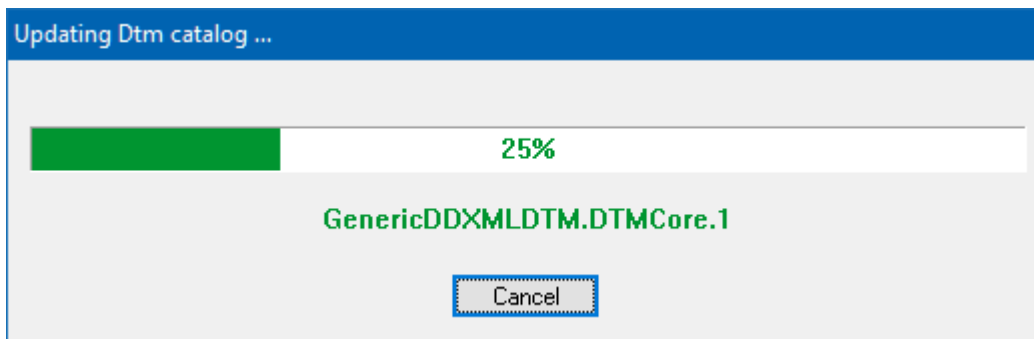 Updating Dtm catalog ...
25%
GenericDDXMLDTM.DTMCore.1
Cancel